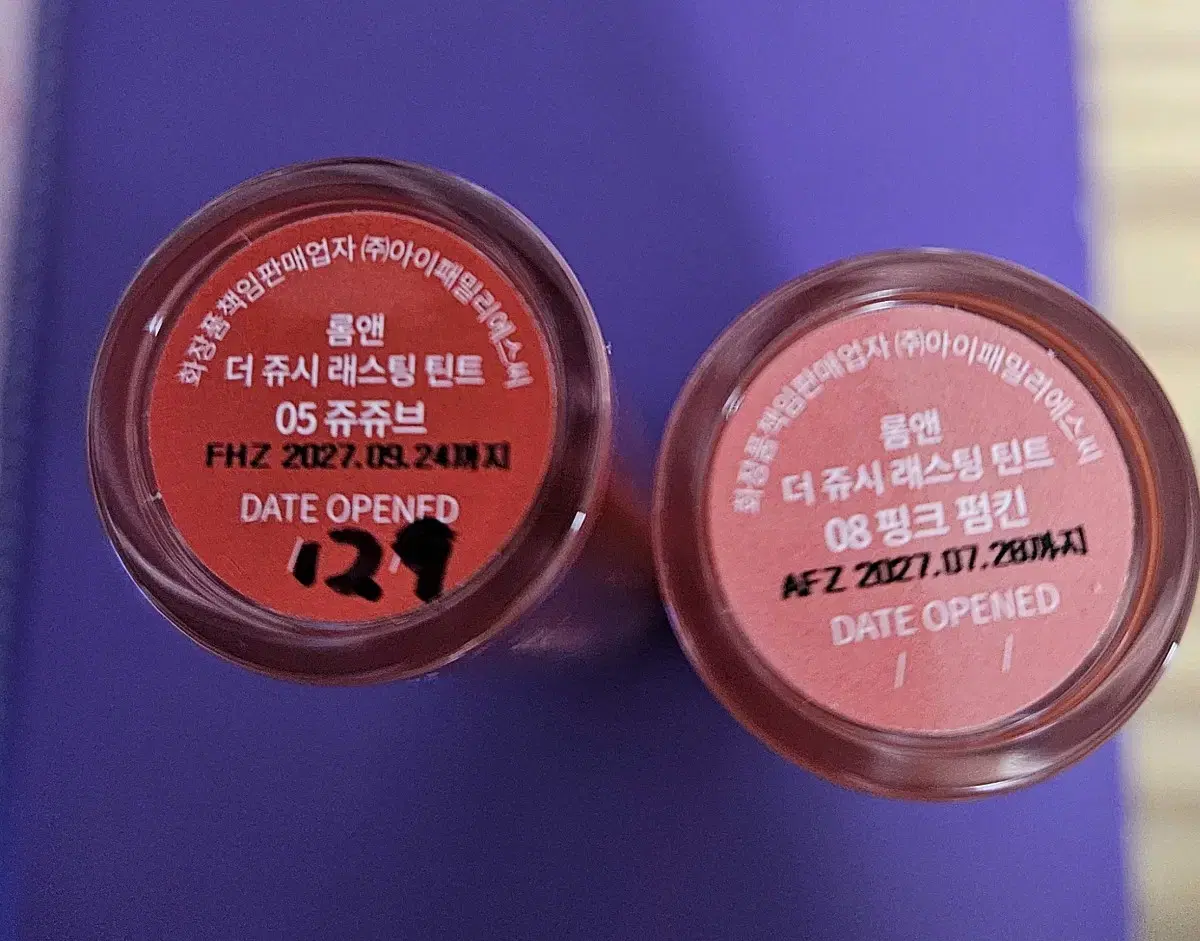 화장품책임판매업자 ㈜아이패밀리에스씨
롬앤
더 쥬시 래스팅 틴트
05 쥬쥬브
FHZ 2027.09.24까지
DATE OPENED
129
화장품책임판매업자 ㈜아이패밀리에스씨
롬앤
더 쥬시 래스팅 틴트
08 핑크 펌킨
AFZ 2027.07.28까지
DATE OPENED
/ /